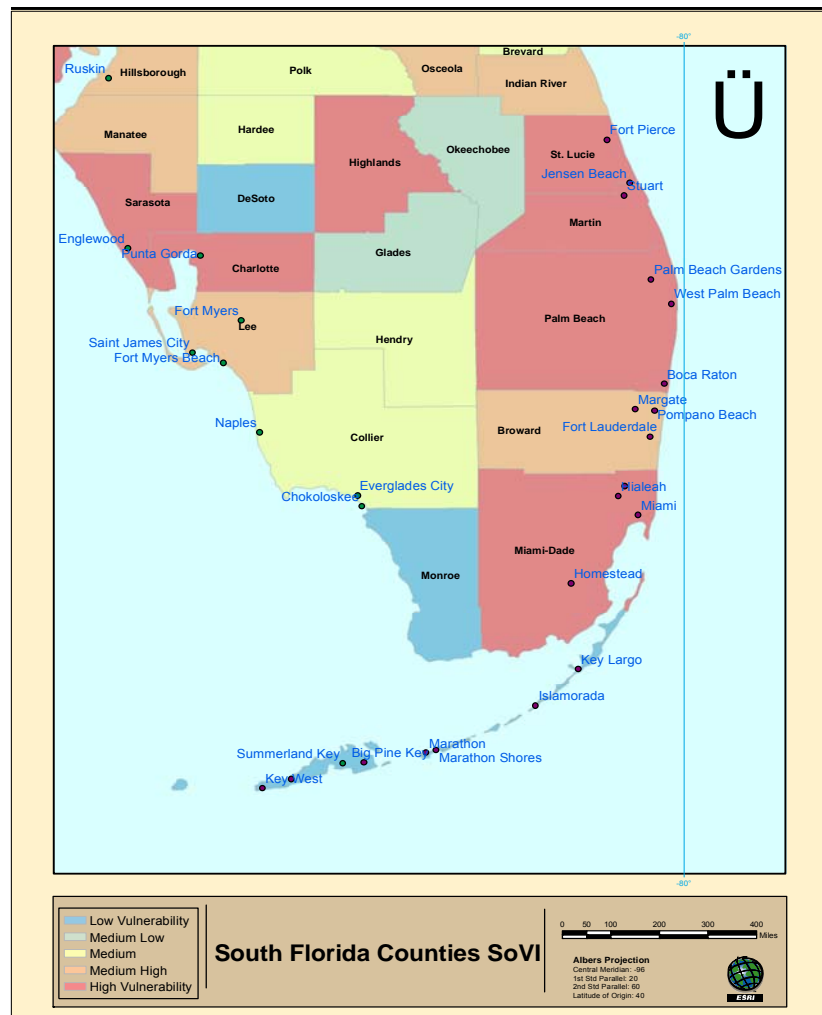 -80°
Brevard
Ruskin
Hillsborough
Polk
Osceola
Indian River
Ü
Manatee
Hardee
Okeechobee
Fort Pierce
St. Lucie
Highlands
Jensen Beach
Stuart
Sarasota
DeSoto
Martin
Englewood
Punta Gorda
Glades
Charlotte
Palm Beach Gardens
West Palm Beach
Fort Myers
Lee
Palm Beach
Saint James City
Hendry
Fort Myers Beach
Boca Raton
Margate
Pompano Beach
Naples
Collier
Broward
Fort Lauderdale
Everglades City
Hialeah
Chokoloskee
Miami
Miami-Dade
Monroe
Homestead
Key Largo
Islamorada
Marathon
Summerland Key
Big Pine Key
Marathon Shores
Key West
-80°
Low Vulnerability
Medium Low
Medium
Medium High
High Vulnerability
South Florida Counties SoVI
0 50 100 200 300 400
Miles
Albers Projection
Central Meridian: -96
1st Std Parallel: 20
2nd Std Parallel: 60
Latitude of Origin: 40
ESRI